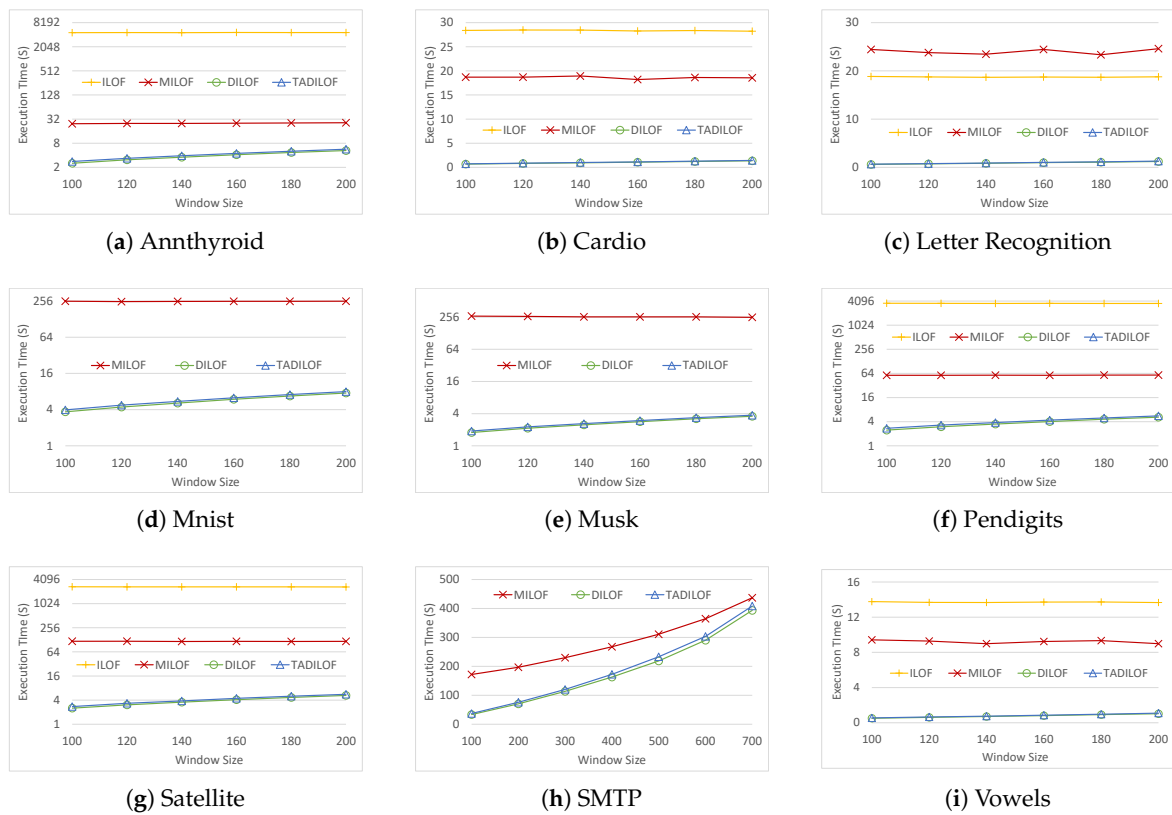 8192
2048
512
128
32
8
2
Execution TIme (S)
ILOF MILOF DILOF TADILOF
100 120 140 160 180 200
Window Size
(a) Annthyroid
30
25
20
15
10
5
0
Execution TIme (S)
ILOF MILOF DILOF TADILOF
100 120 140 160 180 200
Window Size
(b) Cardio
30
20
10
0
Execution TIme (S)
ILOF MILOF DILOF TADILOF
100 120 140 160 180 200
Window Size
(c) Letter Recognition
256
64
16
4
1
Execution TIme (S)
MILOF DILOF TADILOF
100 120 140 160 180 200
Window Size
(d) Mnist
256
64
16
4
1
Execution TIme (S)
MILOF DILOF TADILOF
100 120 140 160 180 200
Window Size
(e) Musk
4096
1024
256
64
16
4
1
Execution TIme (S)
ILOF MILOF DILOF TADILOF
100 120 140 160 180 200
Window Size
(f) Pendigits
4096
1024
256
64
16
4
1
Execution TIme (S)
ILOF MILOF DILOF TADILOF
100 120 140 160 180 200
Window Size
(g) Satellite
500
400
300
200
100
0
Execution TIme (S)
MILOF DILOF TADILOF
100 200 300 400 500 600 700
Window Size
(h) SMTP
16
12
8
4
0
Execution TIme (S)
ILOF MILOF DILOF TADILOF
100 120 140 160 180 200
Window Size
(i) Vowels